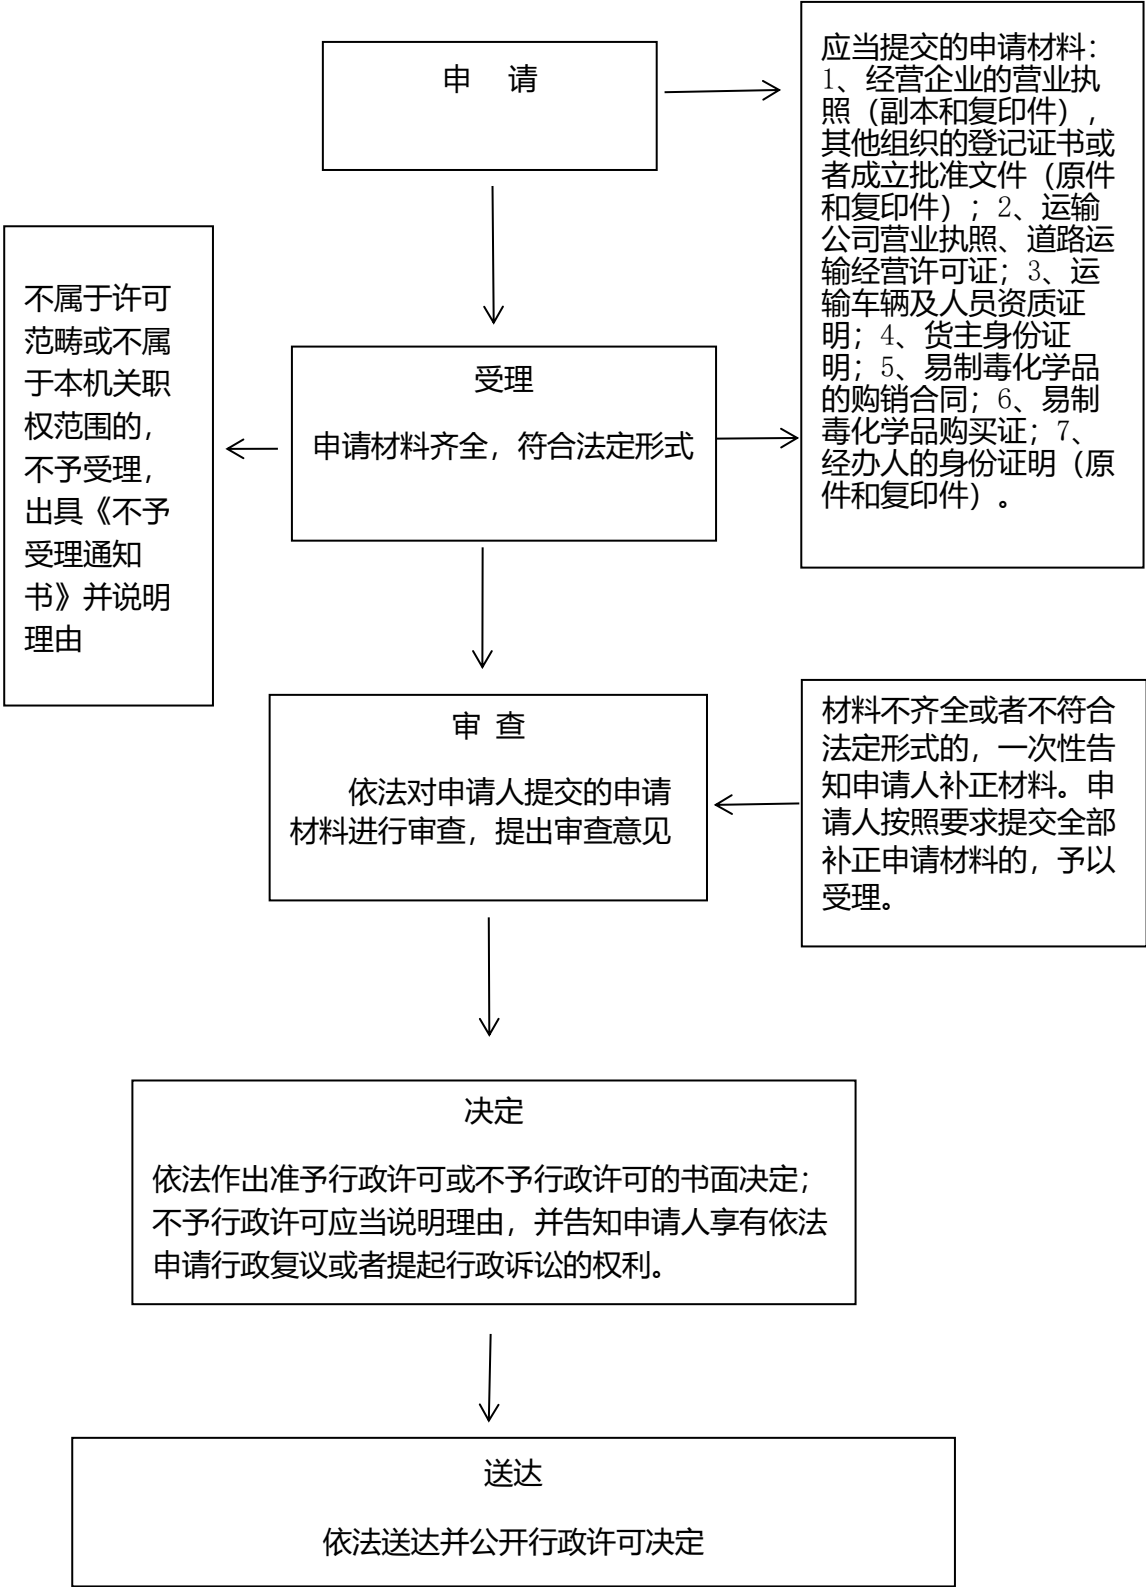 申 请
应当提交的申请材料：
1、经营企业的营业执
照（副本和复印件），
其他组织的登记证书或
者成立批准文件（原件
和复印件）；2、运输
公司营业执照、道路运
输经营许可证；3、运
输车辆及人员资质证
明；4、货主身份证
明；5、易制毒化学品
的购销合同；6、易制
毒化学品购买证；7、
经办人的身份证明（原
件和复印件）。
不属于许可
范畴或不属
于本机关职
权范围的，
不予受理，
出具《不予
受理通知
书》并说明
理由
受理
申请材料齐全，符合法定形式
审 查
依法对申请人提交的申请
材料进行审查，提出审查意见
材料不齐全或者不符合
法定形式的，一次性告
知申请人补正材料。申
请人按照要求提交全部
补正申请材料的，予以
受理。
决定
依法作出准予行政许可或不予行政许可的书面决定；
不予行政许可应当说明理由，并告知申请人享有依法
申请行政复议或者提起行政诉讼的权利。
送达
依法送达并公开行政许可决定